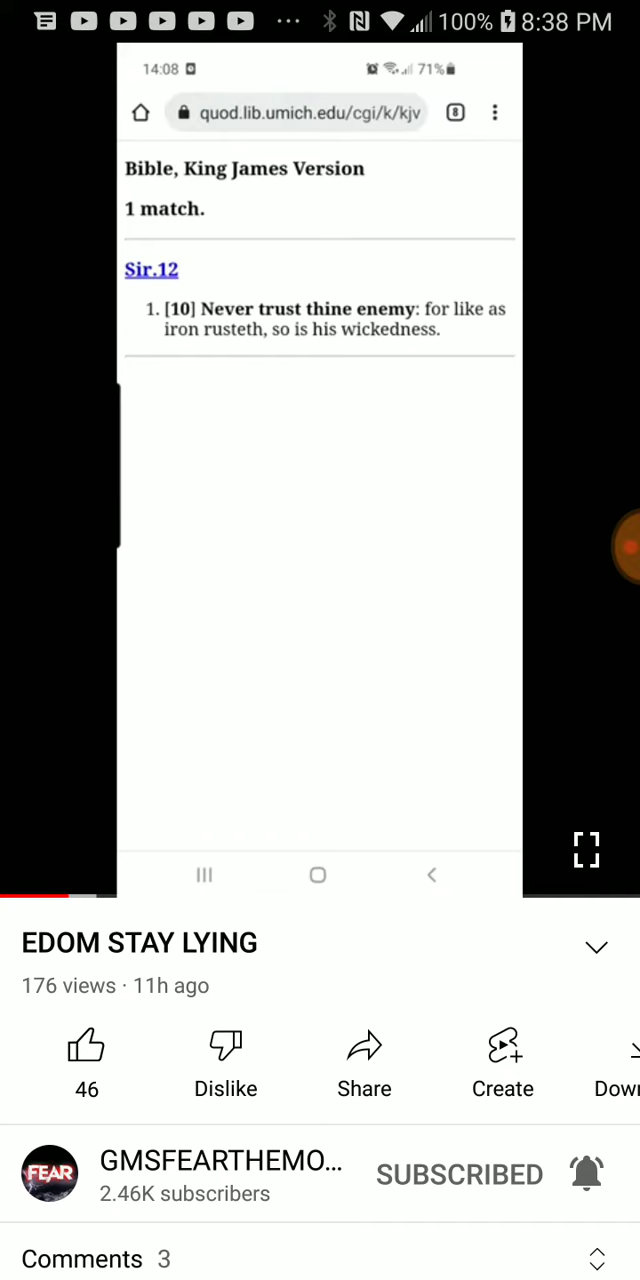 100% 8:38 PM
14:08 71%
quod.lib.umich.edu/cgi/k/kjv 8
Bible, King James Version
1 match.
Sir.12
1. [10] Never trust thine enemy: for like as
iron rusteth, so is his wickedness.
EDOM STAY LYING
176 views · 11h ago
46 Dislike Share Create Down
FEAR
GMSFEARTHEMO... SUBSCRIBED
2.46K subscribers
Comments 3